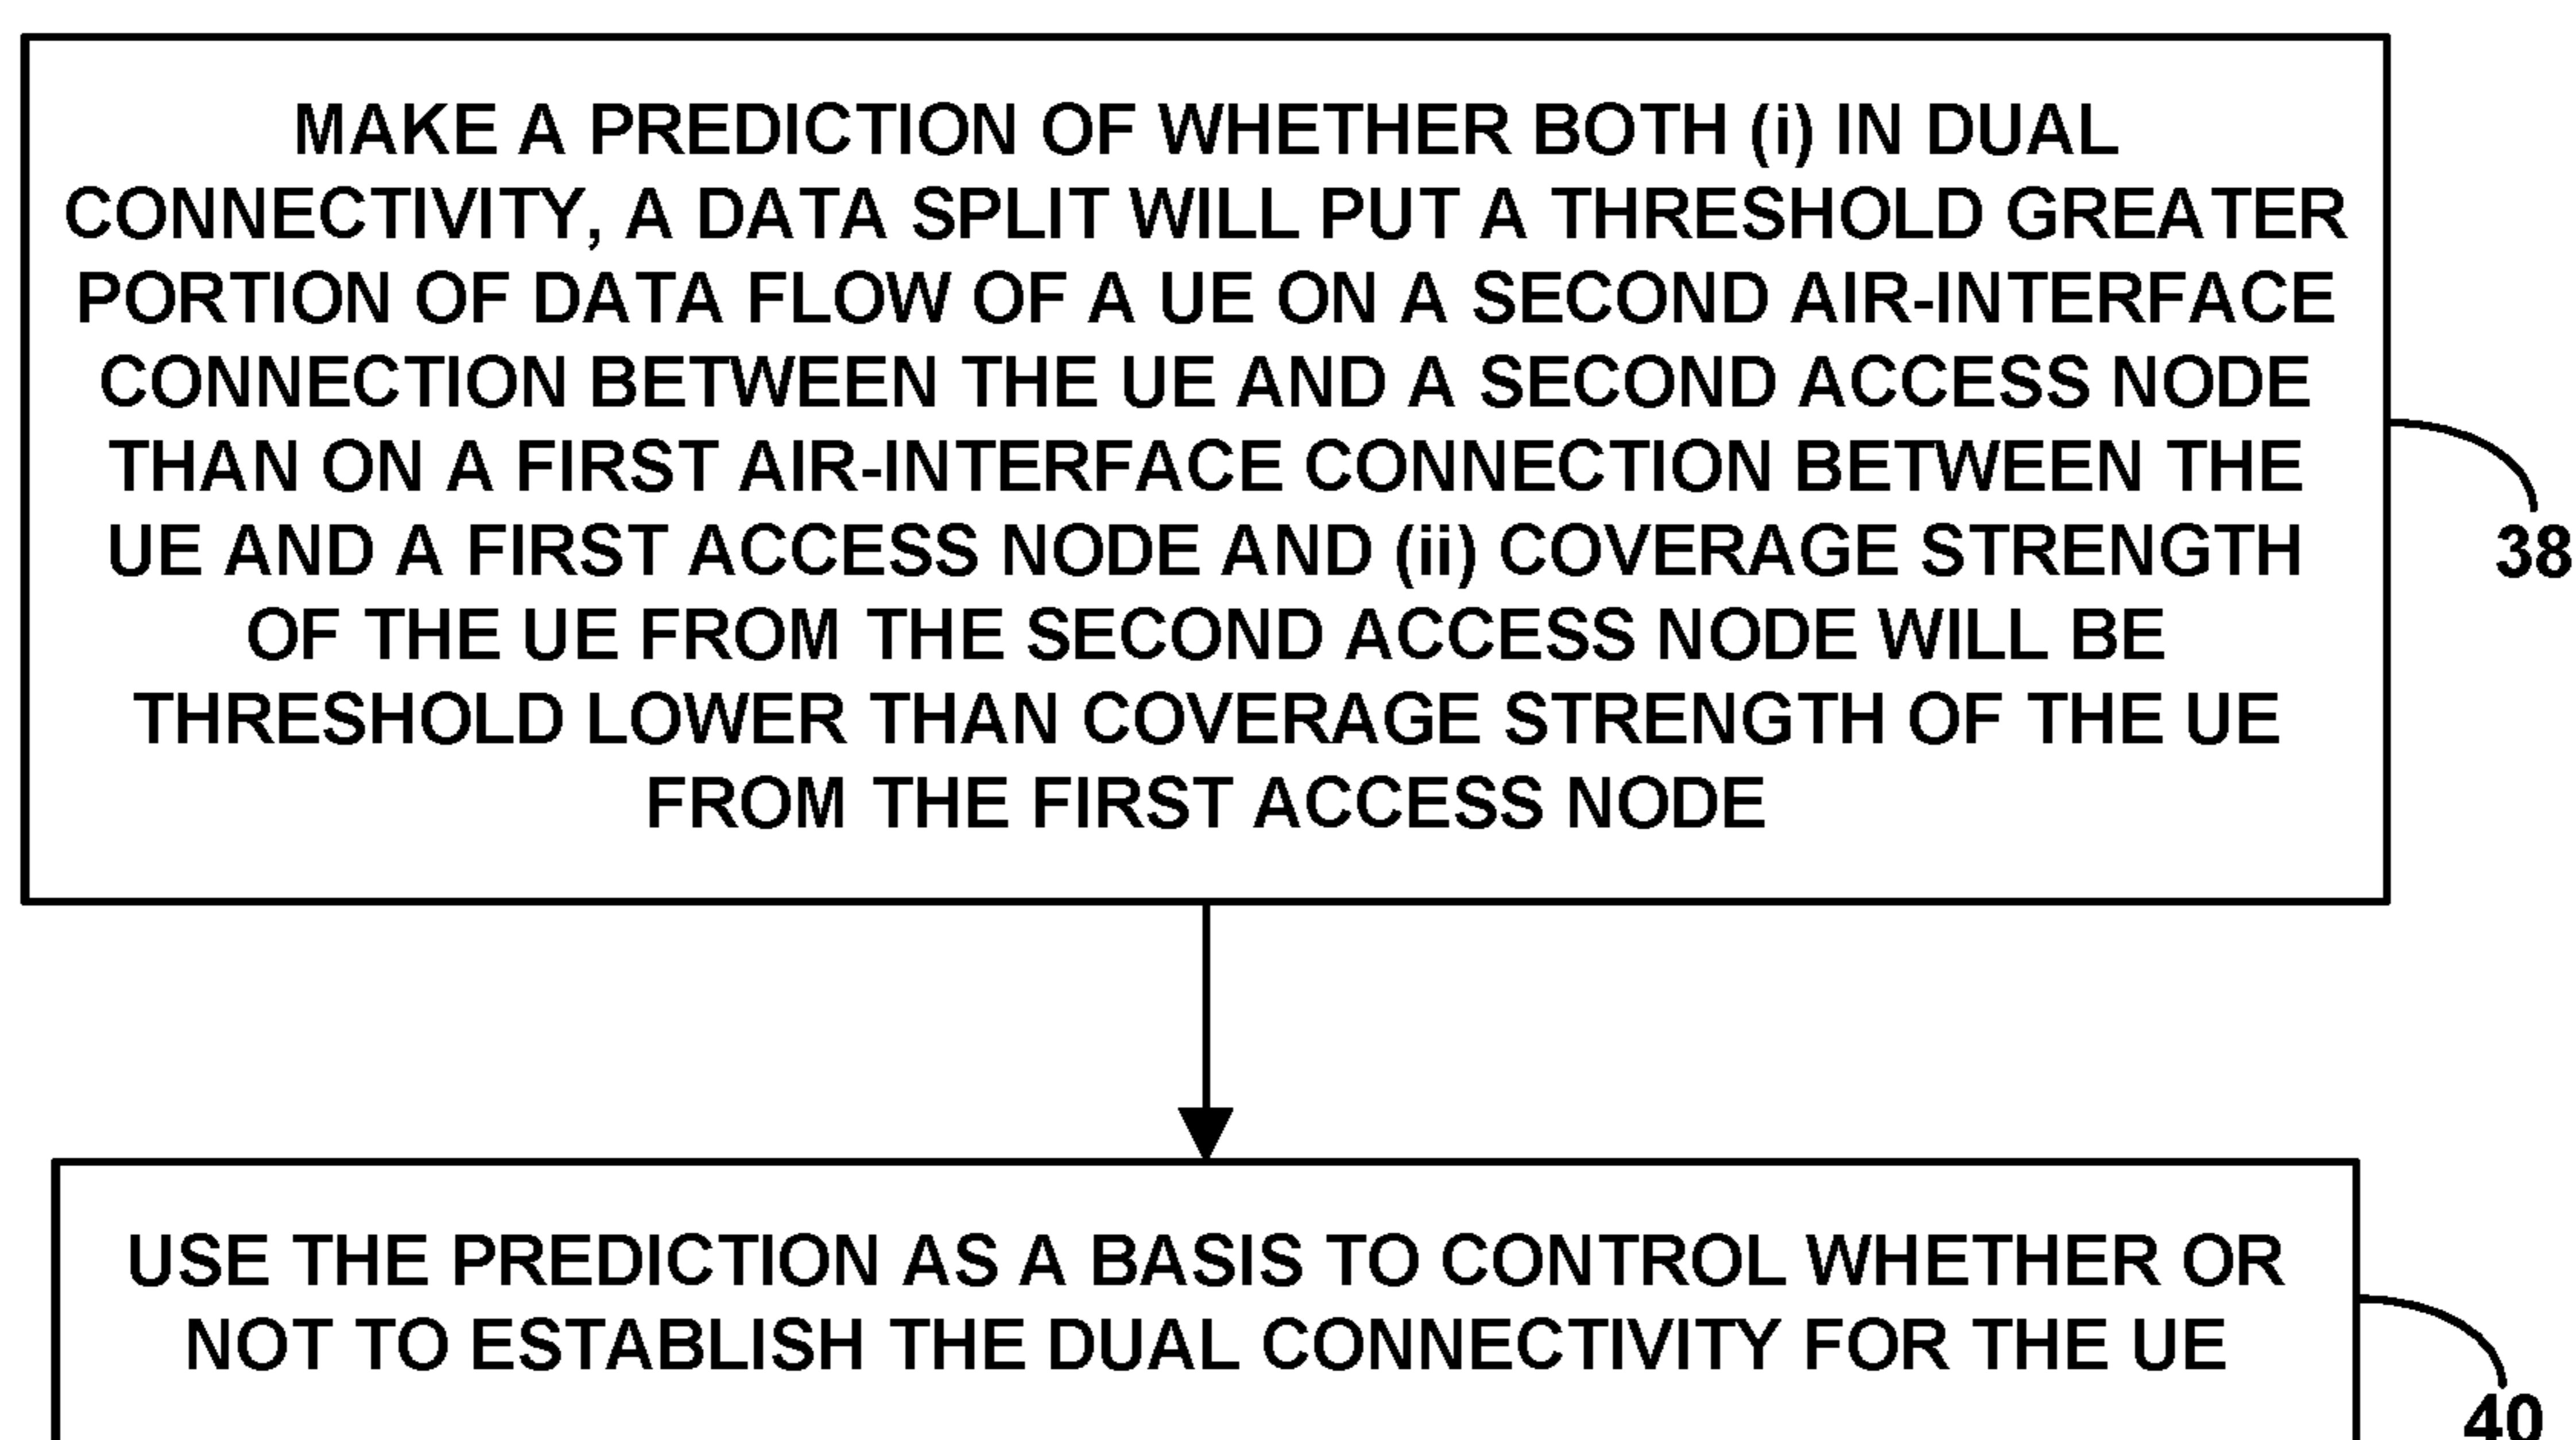 MAKE A PREDICTION OF WHETHER BOTH (i) IN DUAL
CONNECTIVITY, A DATA SPLIT WILL PUT A THRESHOLD GREATER
PORTION OF DATA FLOW OF A UE ON A SECOND AIR-INTERFACE
CONNECTION BETWEEN THE UE AND A SECOND ACCESS NODE
THAN ON A FIRST AIR-INTERFACE CONNECTION BETWEEN THE
UE AND A FIRST ACCESS NODE AND (ii) COVERAGE STRENGTH
OF THE UE FROM THE SECOND ACCESS NODE WILL BE
THRESHOLD LOWER THAN COVERAGE STRENGTH OF THE UE
FROM THE FIRST ACCESS NODE
38
USE THE PREDICTION AS A BASIS TO CONTROL WHETHER OR
NOT TO ESTABLISH THE DUAL CONNECTIVITY FOR THE UE
40